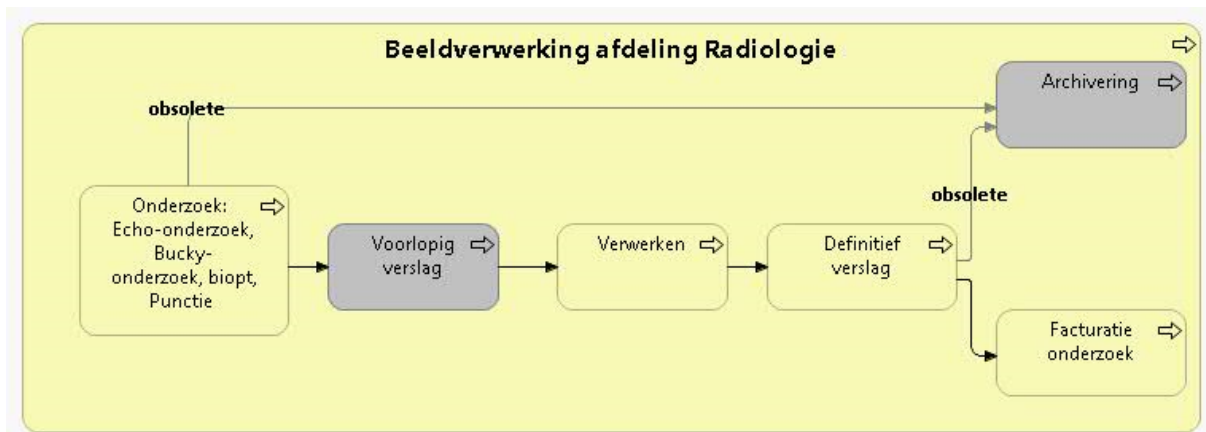 Beeldverwerking afdeling Radiologie
Archivering
obsolete
Onderzoek:
Echo-onderzoek,
Bucky-
onderzoek, biopt,
Punctie
Voorlopig
verslag
Verwerken
Definitief
verslag
obsolete
Facturatie
onderzoek